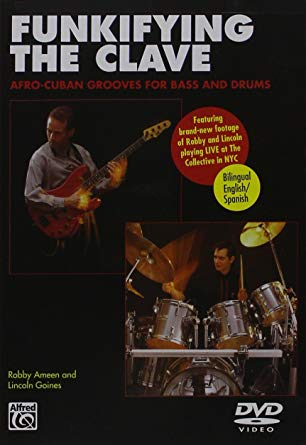 FUNKIFYING
THE CLAVE
AFRO-CUBAN GROOVES FOR BASS AND DRUMS
Featuring
brand-new footage
of Robby and Lincoln
playing LIVE at The
Collective in NYC
Bilingual
English/
Spanish
Robby Ameen and
Lincoln Goines
Alfred
DVD
VIDEO